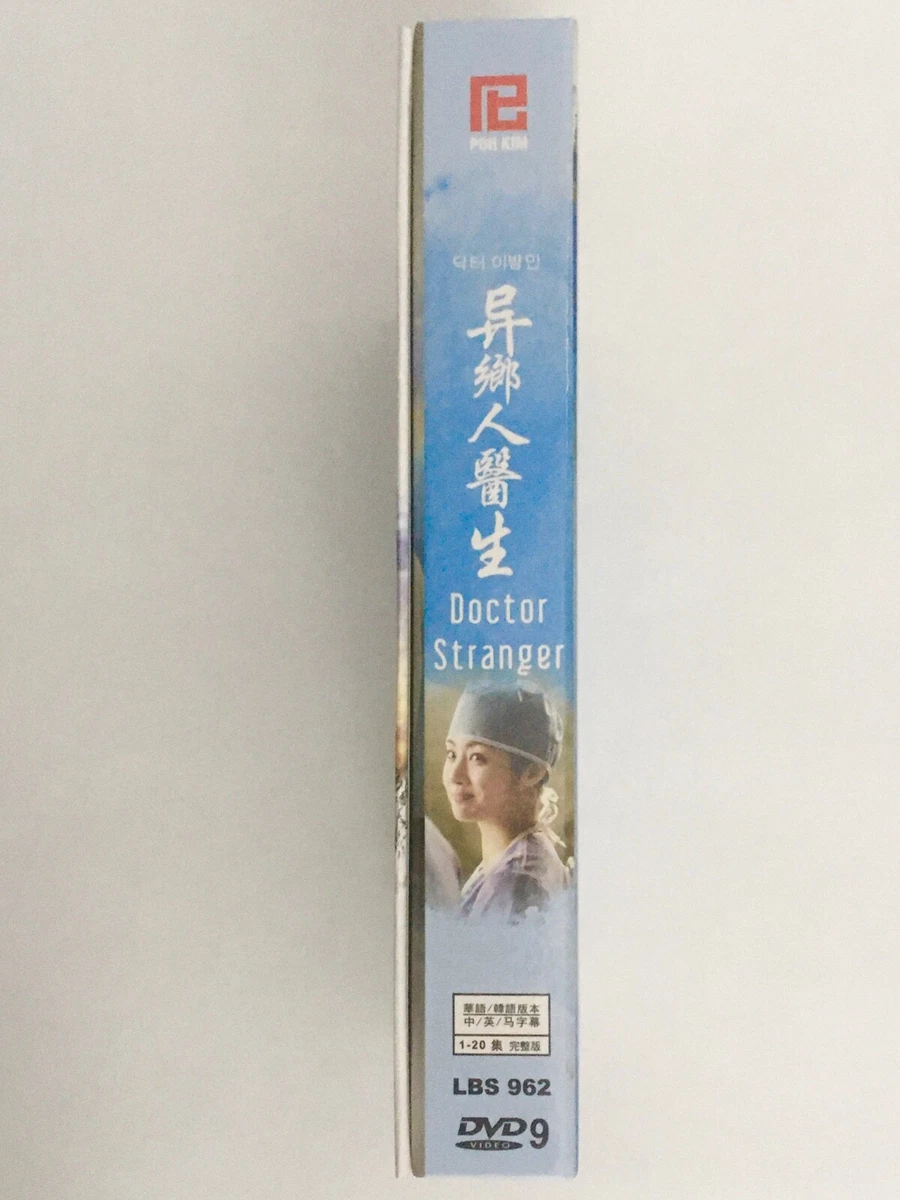 POH KIM
닥터 이방인
异鄉人醫生
Doctor
Stranger
華語/韓語版本
中/英/马字幕
1-20 集 完整版
LBS 962
DVD 9
VIDEO